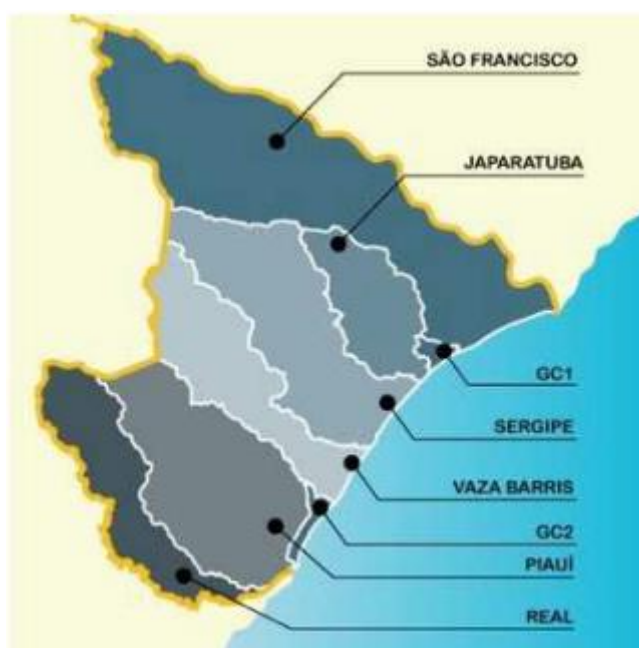 SÃO FRANCISCO
JAPARATUBA
GC1
SERGIPE
VAZA BARRIS
GC2
PIAUÍ
REAL